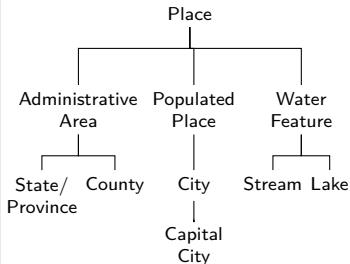 Place
Administrative Area
Populated Place
Water Feature
State/
Province
County
City
Stream
Lake
Capital
City